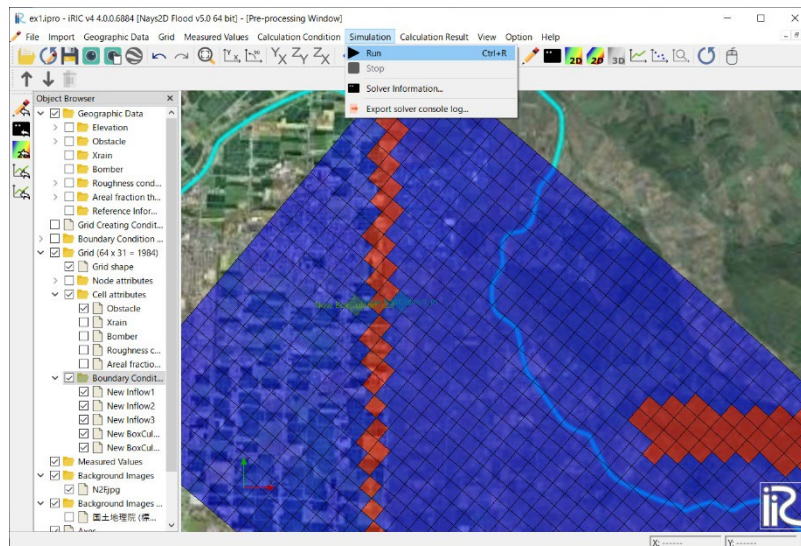 ex1.ipro - iRIC v4 4.0.0.6884 [Nays2D Flood v5.0 64 bit] - [Pre-processing Window]
File Import Geographic Data Grid Measured Values Calculation Condition Simulation Calculation Result View Option Help
Run Ctrl+R
Stop
Solver Information...
Export solver console log...
2D 2D 3D
Object Browser
Geographic Data
Elevation
Obstacle
Xrain
Bomber
Roughness cond...
Areal fraction th...
Reference Infor...
Grid Creating Condit...
Boundary Condition ...
Grid (64 x 31 = 1984)
Grid shape
Node attributes
Cell attributes
Obstacle
Xrain
Bomber
Roughness c...
Areal fractio...
Boundary Condit...
New Inflow1
New Inflow2
New Inflow3
New BoxCul...
New BoxCul...
Measured Values
Background Images
N2F.jpg
Background Images ...
国土地理院 (標...
Axes
iRIC
X: ------ Y: ------